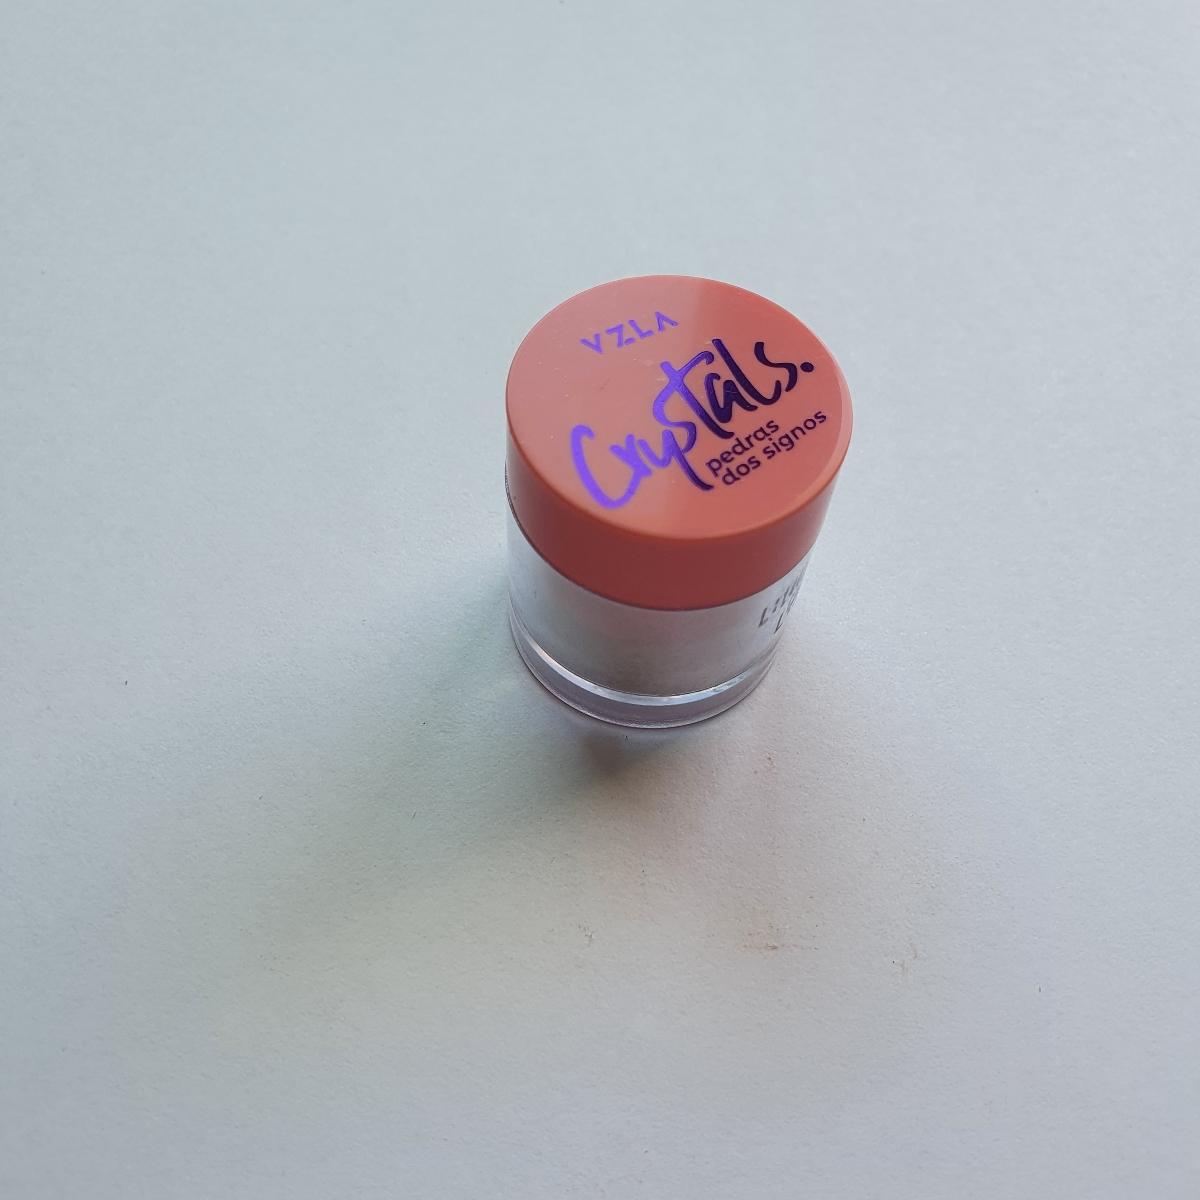 VZLA
Crystals.
pedras
dos signos